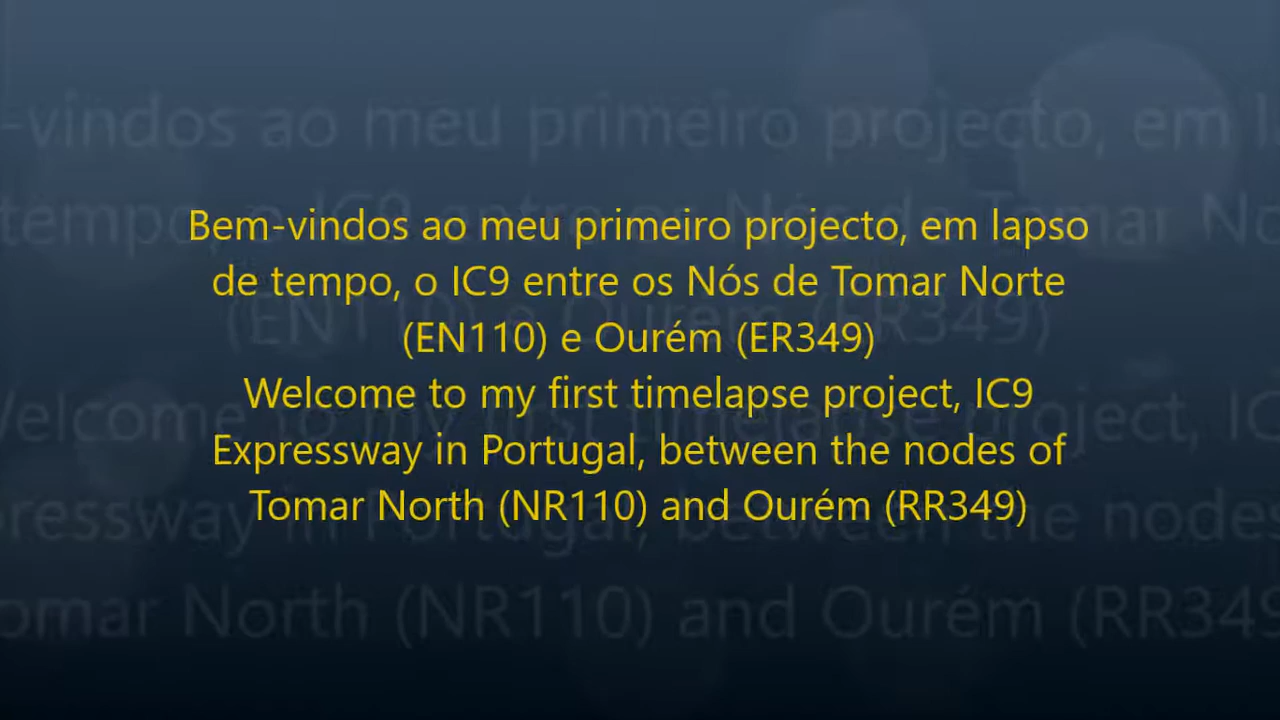 Bem-vindos ao meu primeiro projecto, em lapso
de tempo, o IC9 entre os Nós de Tomar Norte
(EN110) e Ourém (ER349)
Welcome to my first timelapse project, IC9
Expressway in Portugal, between the nodes of
Tomar North (NR110) and Ourém (RR349)